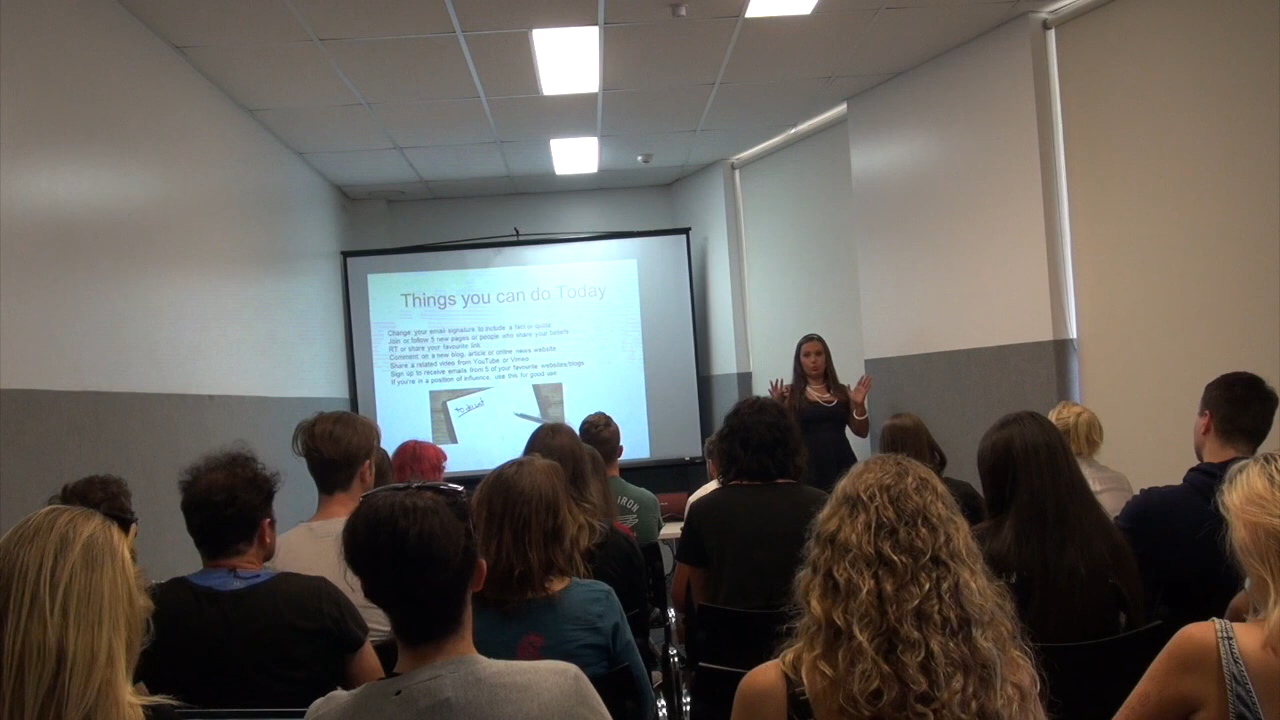 Things you can do Today
Change your email signature to include a fact or quote
Join or follow 5 new pages or people who share your beliefs
RT or share your favourite link
Comment on a new blog, article or online news website
Share a related video from YouTube or Vimeo
Sign up to receive emails from 5 of your favourite websites/blogs
If you're in a position of influence, use this for good use
To do List
IRON